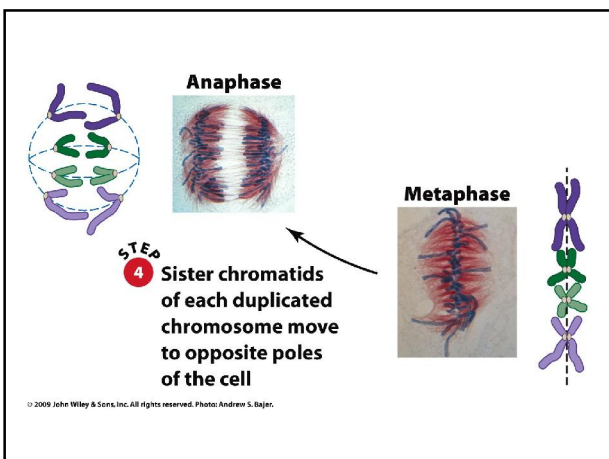 Anaphase
Metaphase
STEP
4
Sister chromatids
of each duplicated
chromosome move
to opposite poles
of the cell
© 2009 John Wiley & Sons, Inc. All rights reserved. Photo: Andrew S. Bajer.